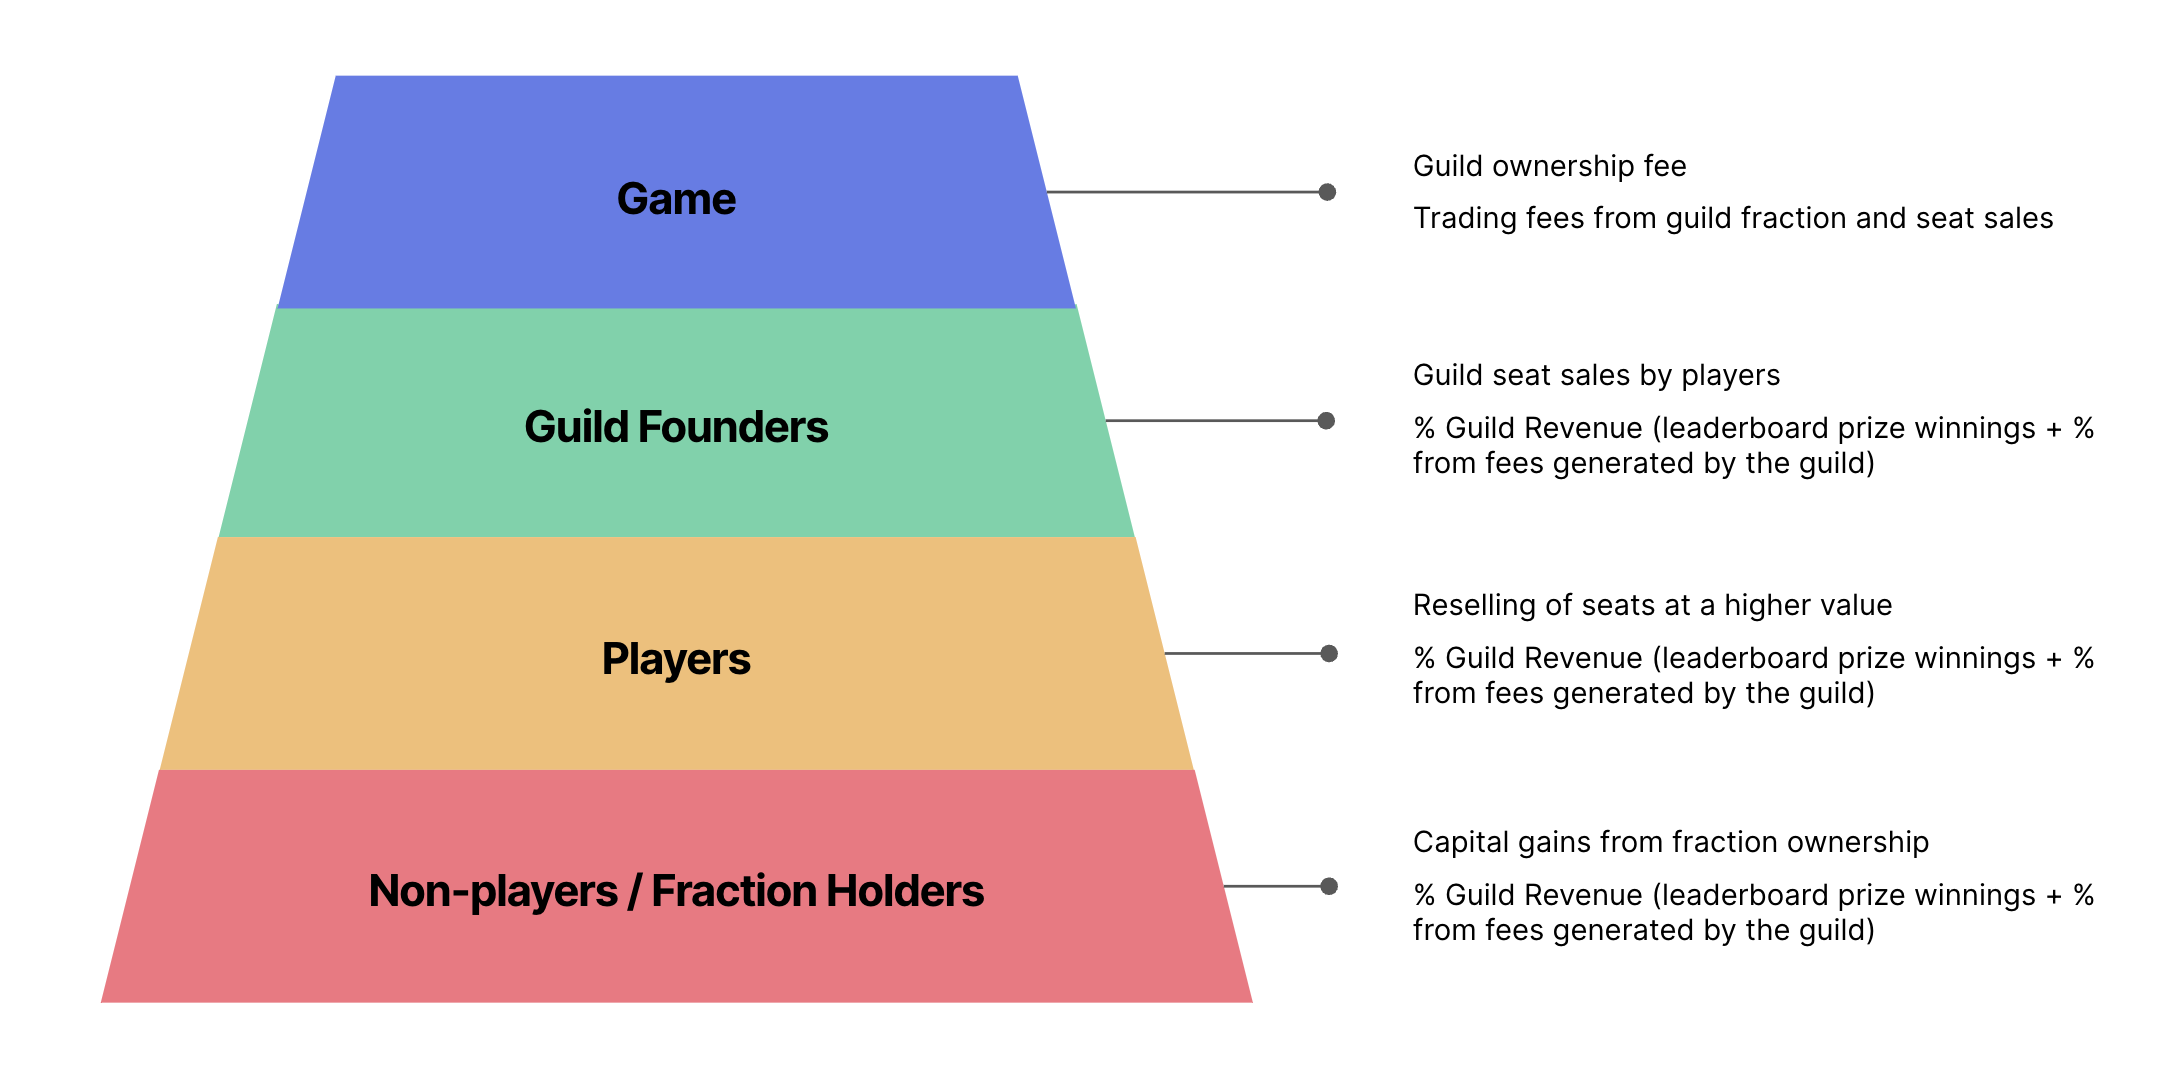 Game
Guild ownership fee
Trading fees from guild fraction and seat sales
Guild Founders
Guild seat sales by players
% Guild Revenue (leaderboard prize winnings + %
from fees generated by the guild)
Players
Reselling of seats at a higher value
% Guild Revenue (leaderboard prize winnings + %
from fees generated by the guild)
Non-players / Fraction Holders
Capital gains from fraction ownership
% Guild Revenue (leaderboard prize winnings + %
from fees generated by the guild)